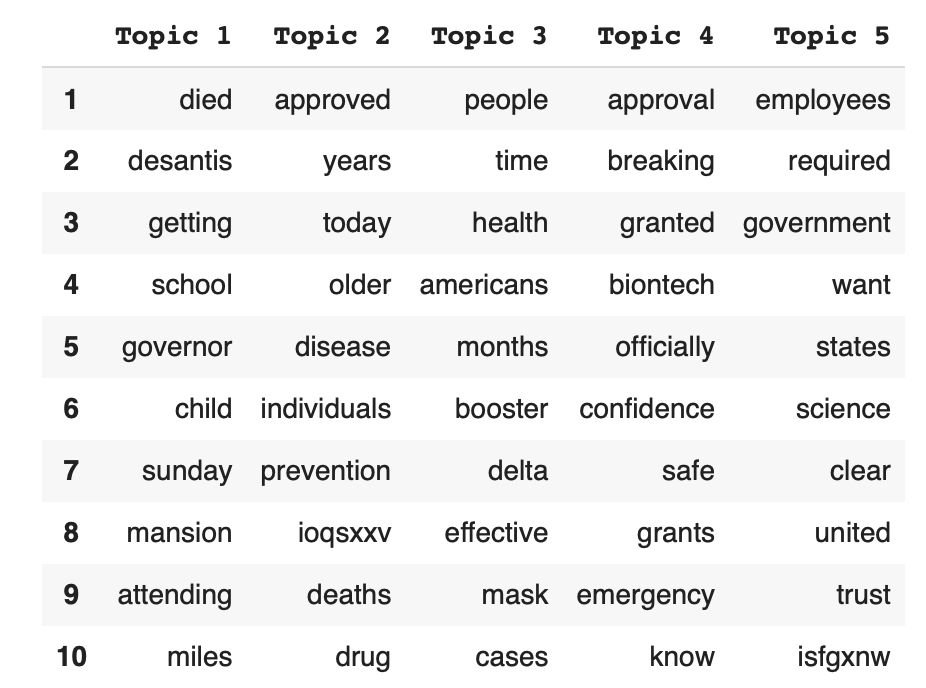 Topic 1 Topic 2 Topic 3 Topic 4 Topic 5
1 died approved people approval employees
2 desantis years time breaking required
3 getting today health granted government
4 school older americans biontech want
5 governor disease months officially states
6 child individuals booster confidence science
7 sunday prevention delta safe clear
8 mansion ioqsxxv effective grants united
9 attending deaths mask emergency trust
10 miles drug cases know isfgxnw